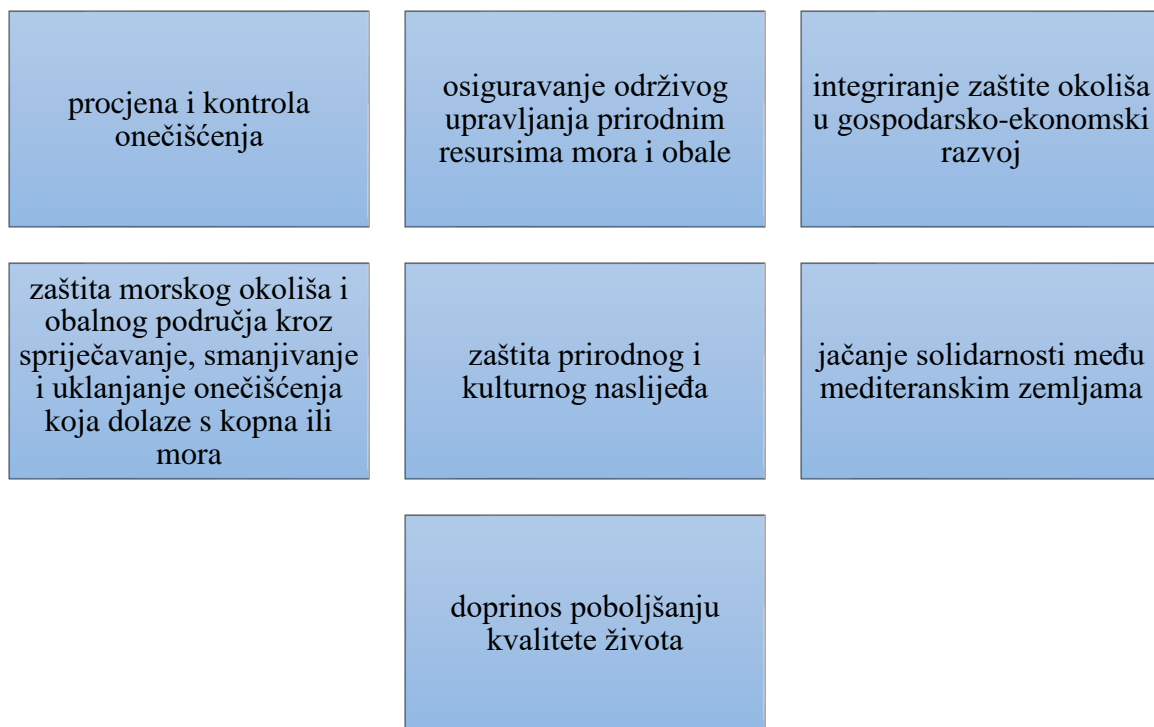 procjena i kontrola
onečišćenja
osiguravanje održivog
upravljanja prirodnim
resursima mora i obale
integriranje zaštite okoliša
u gospodarsko-ekonomski
razvoj
zaštita morskog okoliša i
obalnog područja kroz
spriječavanje, smanjivanje
i uklanjanje onečišćenja
koja dolaze s kopna ili
mora
zaštita prirodnog i
kulturnog naslijeđa
jačanje solidarnosti među
mediteranskim zemljama
doprinos poboljšanju
kvalitete života